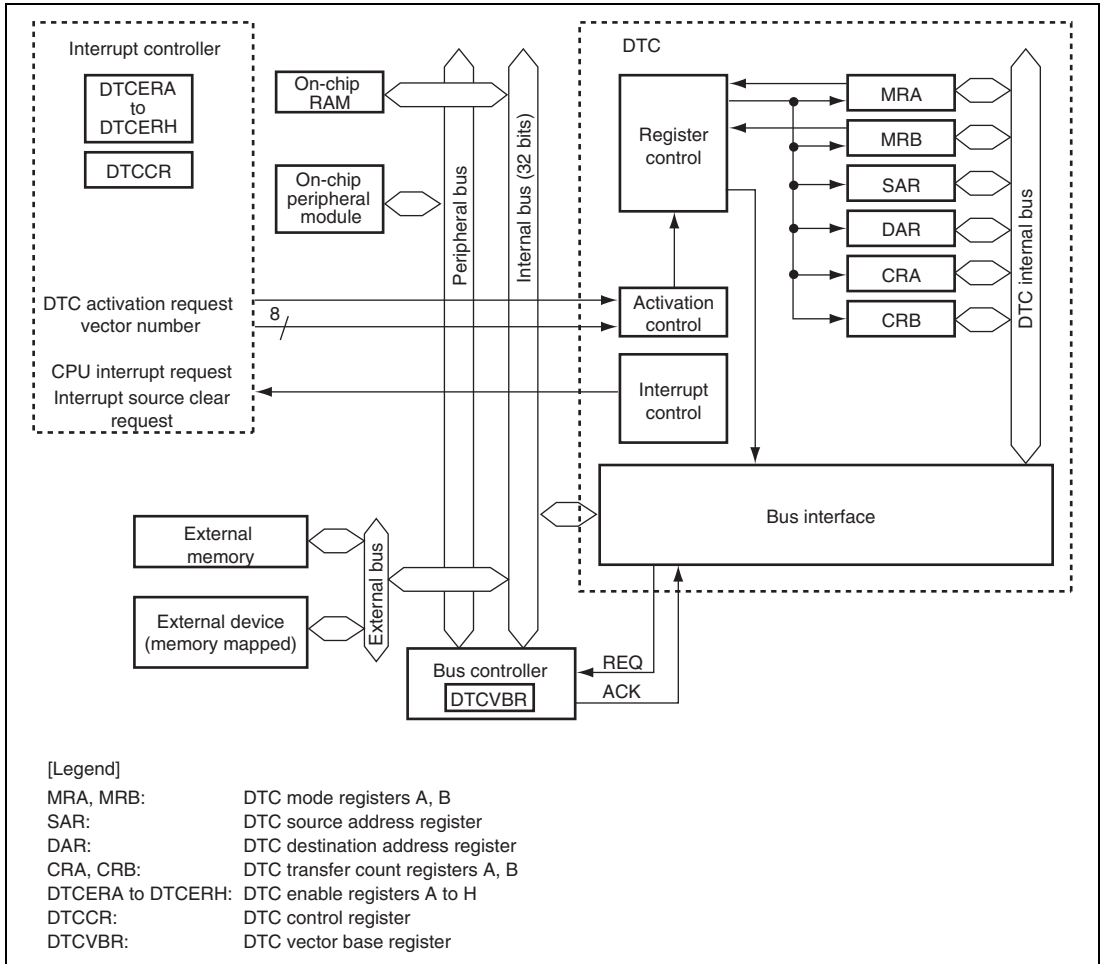 Interrupt controller
DTCERA
to
DTCERH
DTCCR
DTC activation request
vector number
8
CPU interrupt request
Interrupt source clear
request
On-chip
RAM
On-chip
peripheral
module
Peripheral bus
Internal bus (32 bits)
External
memory
External device
(memory mapped)
External bus
Bus controller
DTCVBR
REQ
ACK
DTC
Register
control
Activation
control
Interrupt
control
MRA
MRB
SAR
DAR
CRA
CRB
DTC internal bus
Bus interface
[Legend]
MRA, MRB: DTC mode registers A, B
SAR: DTC source address register
DAR: DTC destination address register
CRA, CRB: DTC transfer count registers A, B
DTCERA to DTCERH: DTC enable registers A to H
DTCCR: DTC control register
DTCVBR: DTC vector base register